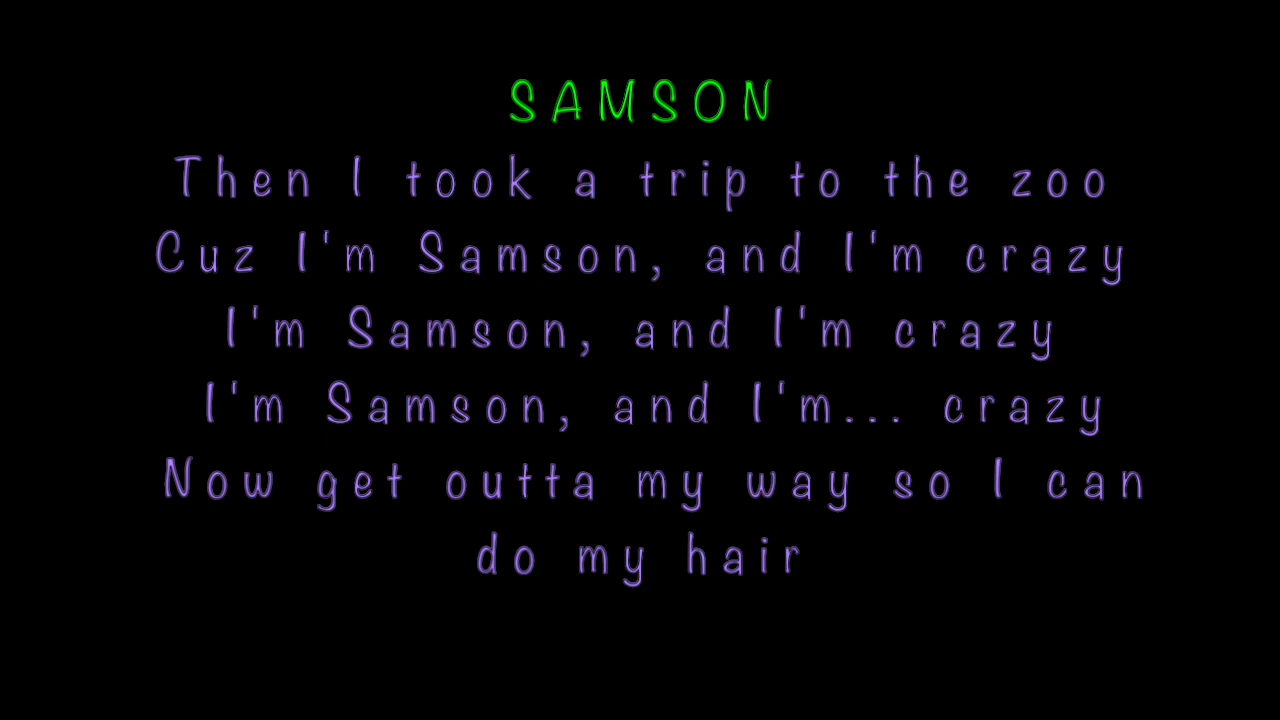 SAMSON
Then I took a trip to the zoo
Cuz I'm Samson, and I'm crazy
I'm Samson, and I'm crazy
I'm Samson, and I'm... crazy
Now get outta my way so I can
do my hair